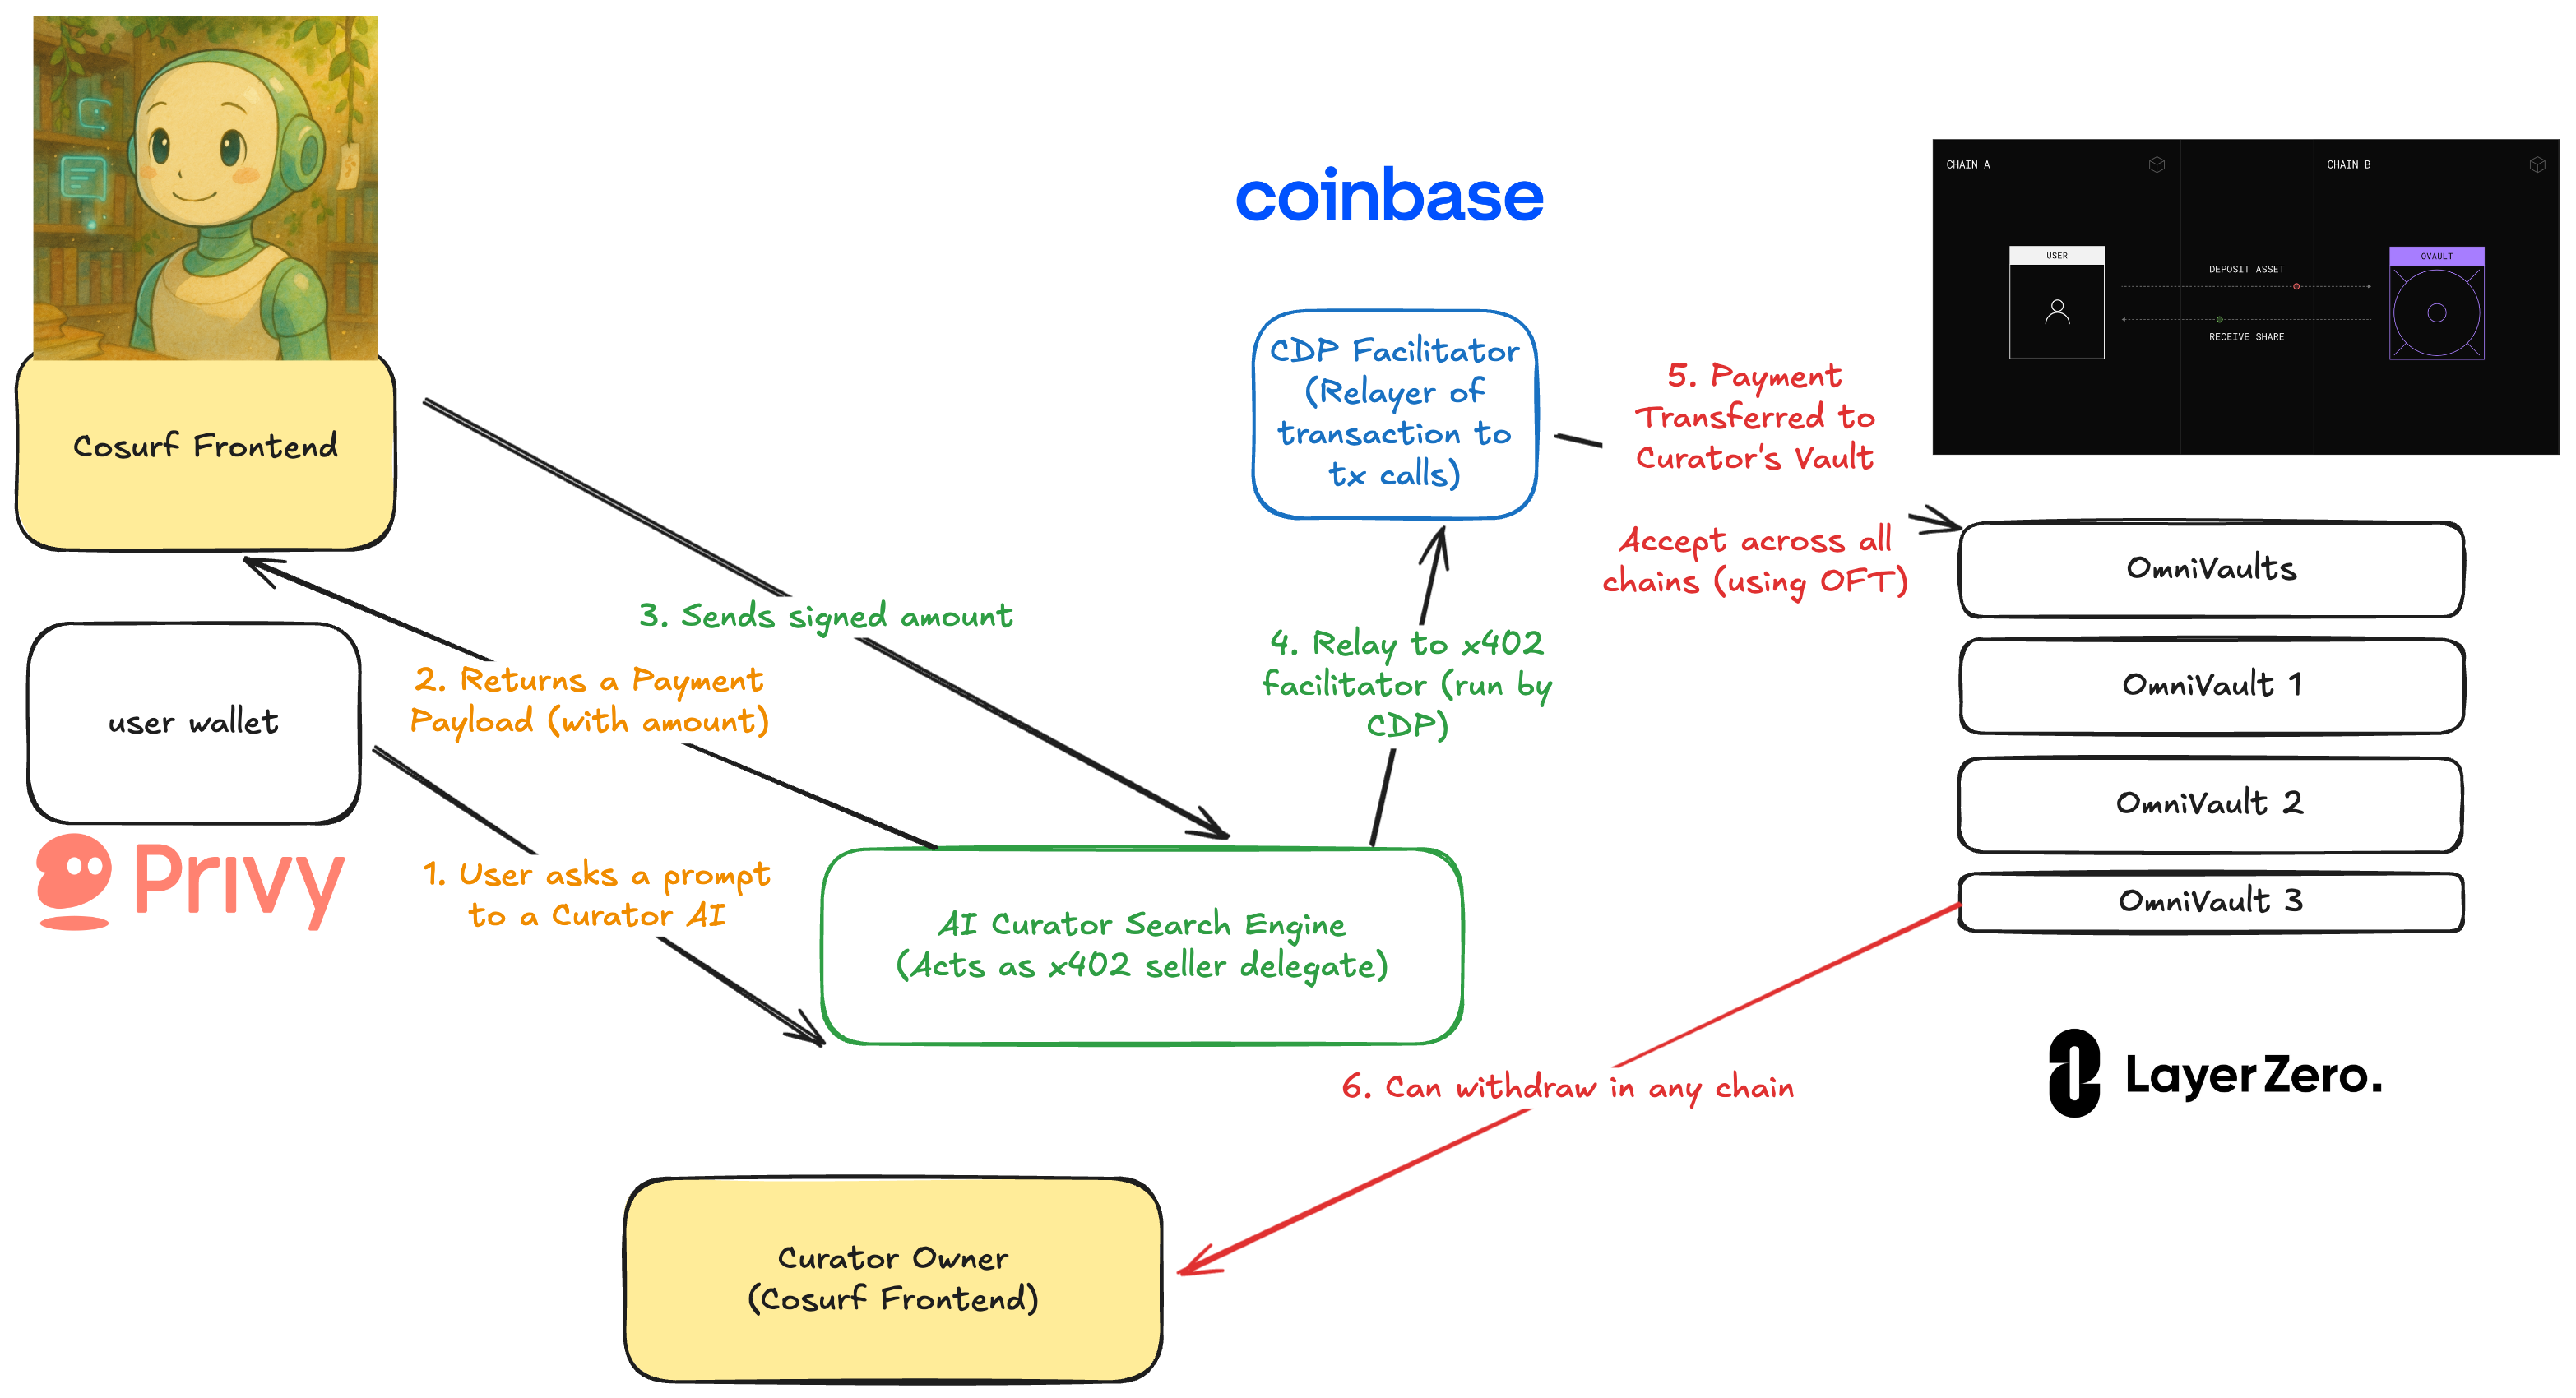 coinbase
CHAIN A
CHAIN B
USER
OVAULT
DEPOSIT ASSET
RECEIVE SHARE
Cosurf Frontend
CDP Facilitator
(Relayer of
transaction to
tx calls)
5. Payment
Transferred to
Curator's Vault
Accept across all
chains (using OFT)
OmniVaults
OmniVault 1
OmniVault 2
OmniVault 3
3. Sends signed amount
2. Returns a Payment
Payload (with amount)
4. Relay to x402
facilitator (run by
CDP)
user wallet
Privy
1. User asks a prompt
to a Curator AI
AI Curator Search Engine
(Acts as x402 seller delegate)
6. Can withdraw in any chain
LayerZero.
Curator Owner
(Cosurf Frontend)